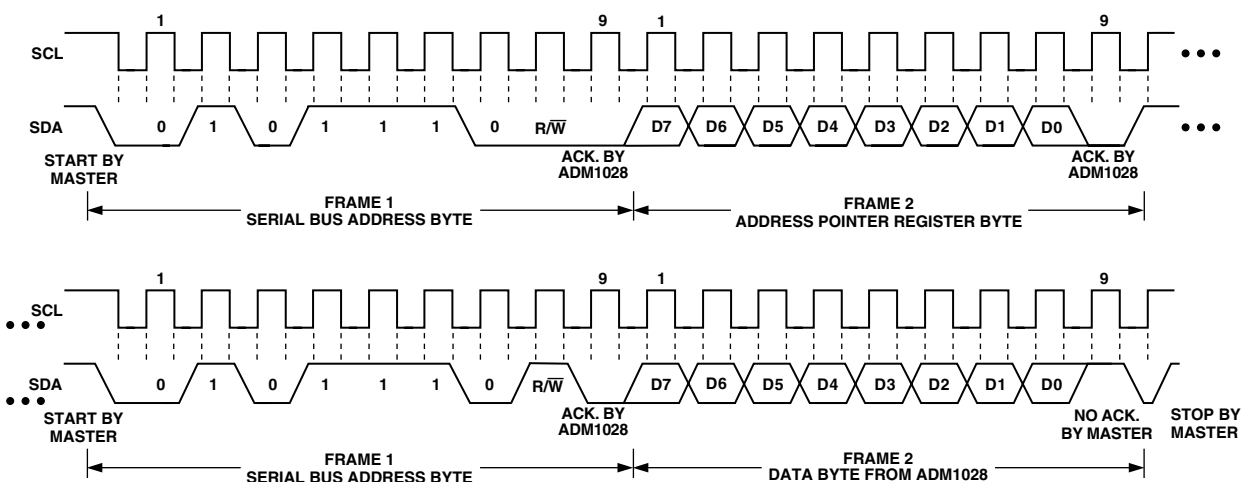 1 9 1 9
SCL
SDA 0 1 0 1 1 1 0 R/W̅ D7 D6 D5 D4 D3 D2 D1 D0
START BY
MASTER
ACK. BY
ADM1028
ACK. BY
ADM1028
FRAME 1
SERIAL BUS ADDRESS BYTE
FRAME 2
ADDRESS POINTER REGISTER BYTE
1 9 1 9
SCL
SDA 0 1 0 1 1 1 0 R/W̅ D7 D6 D5 D4 D3 D2 D1 D0
START BY
MASTER
ACK. BY
ADM1028
NO ACK.
BY MASTER
STOP BY
MASTER
FRAME 1
SERIAL BUS ADDRESS BYTE
FRAME 2
DATA BYTE FROM ADM1028